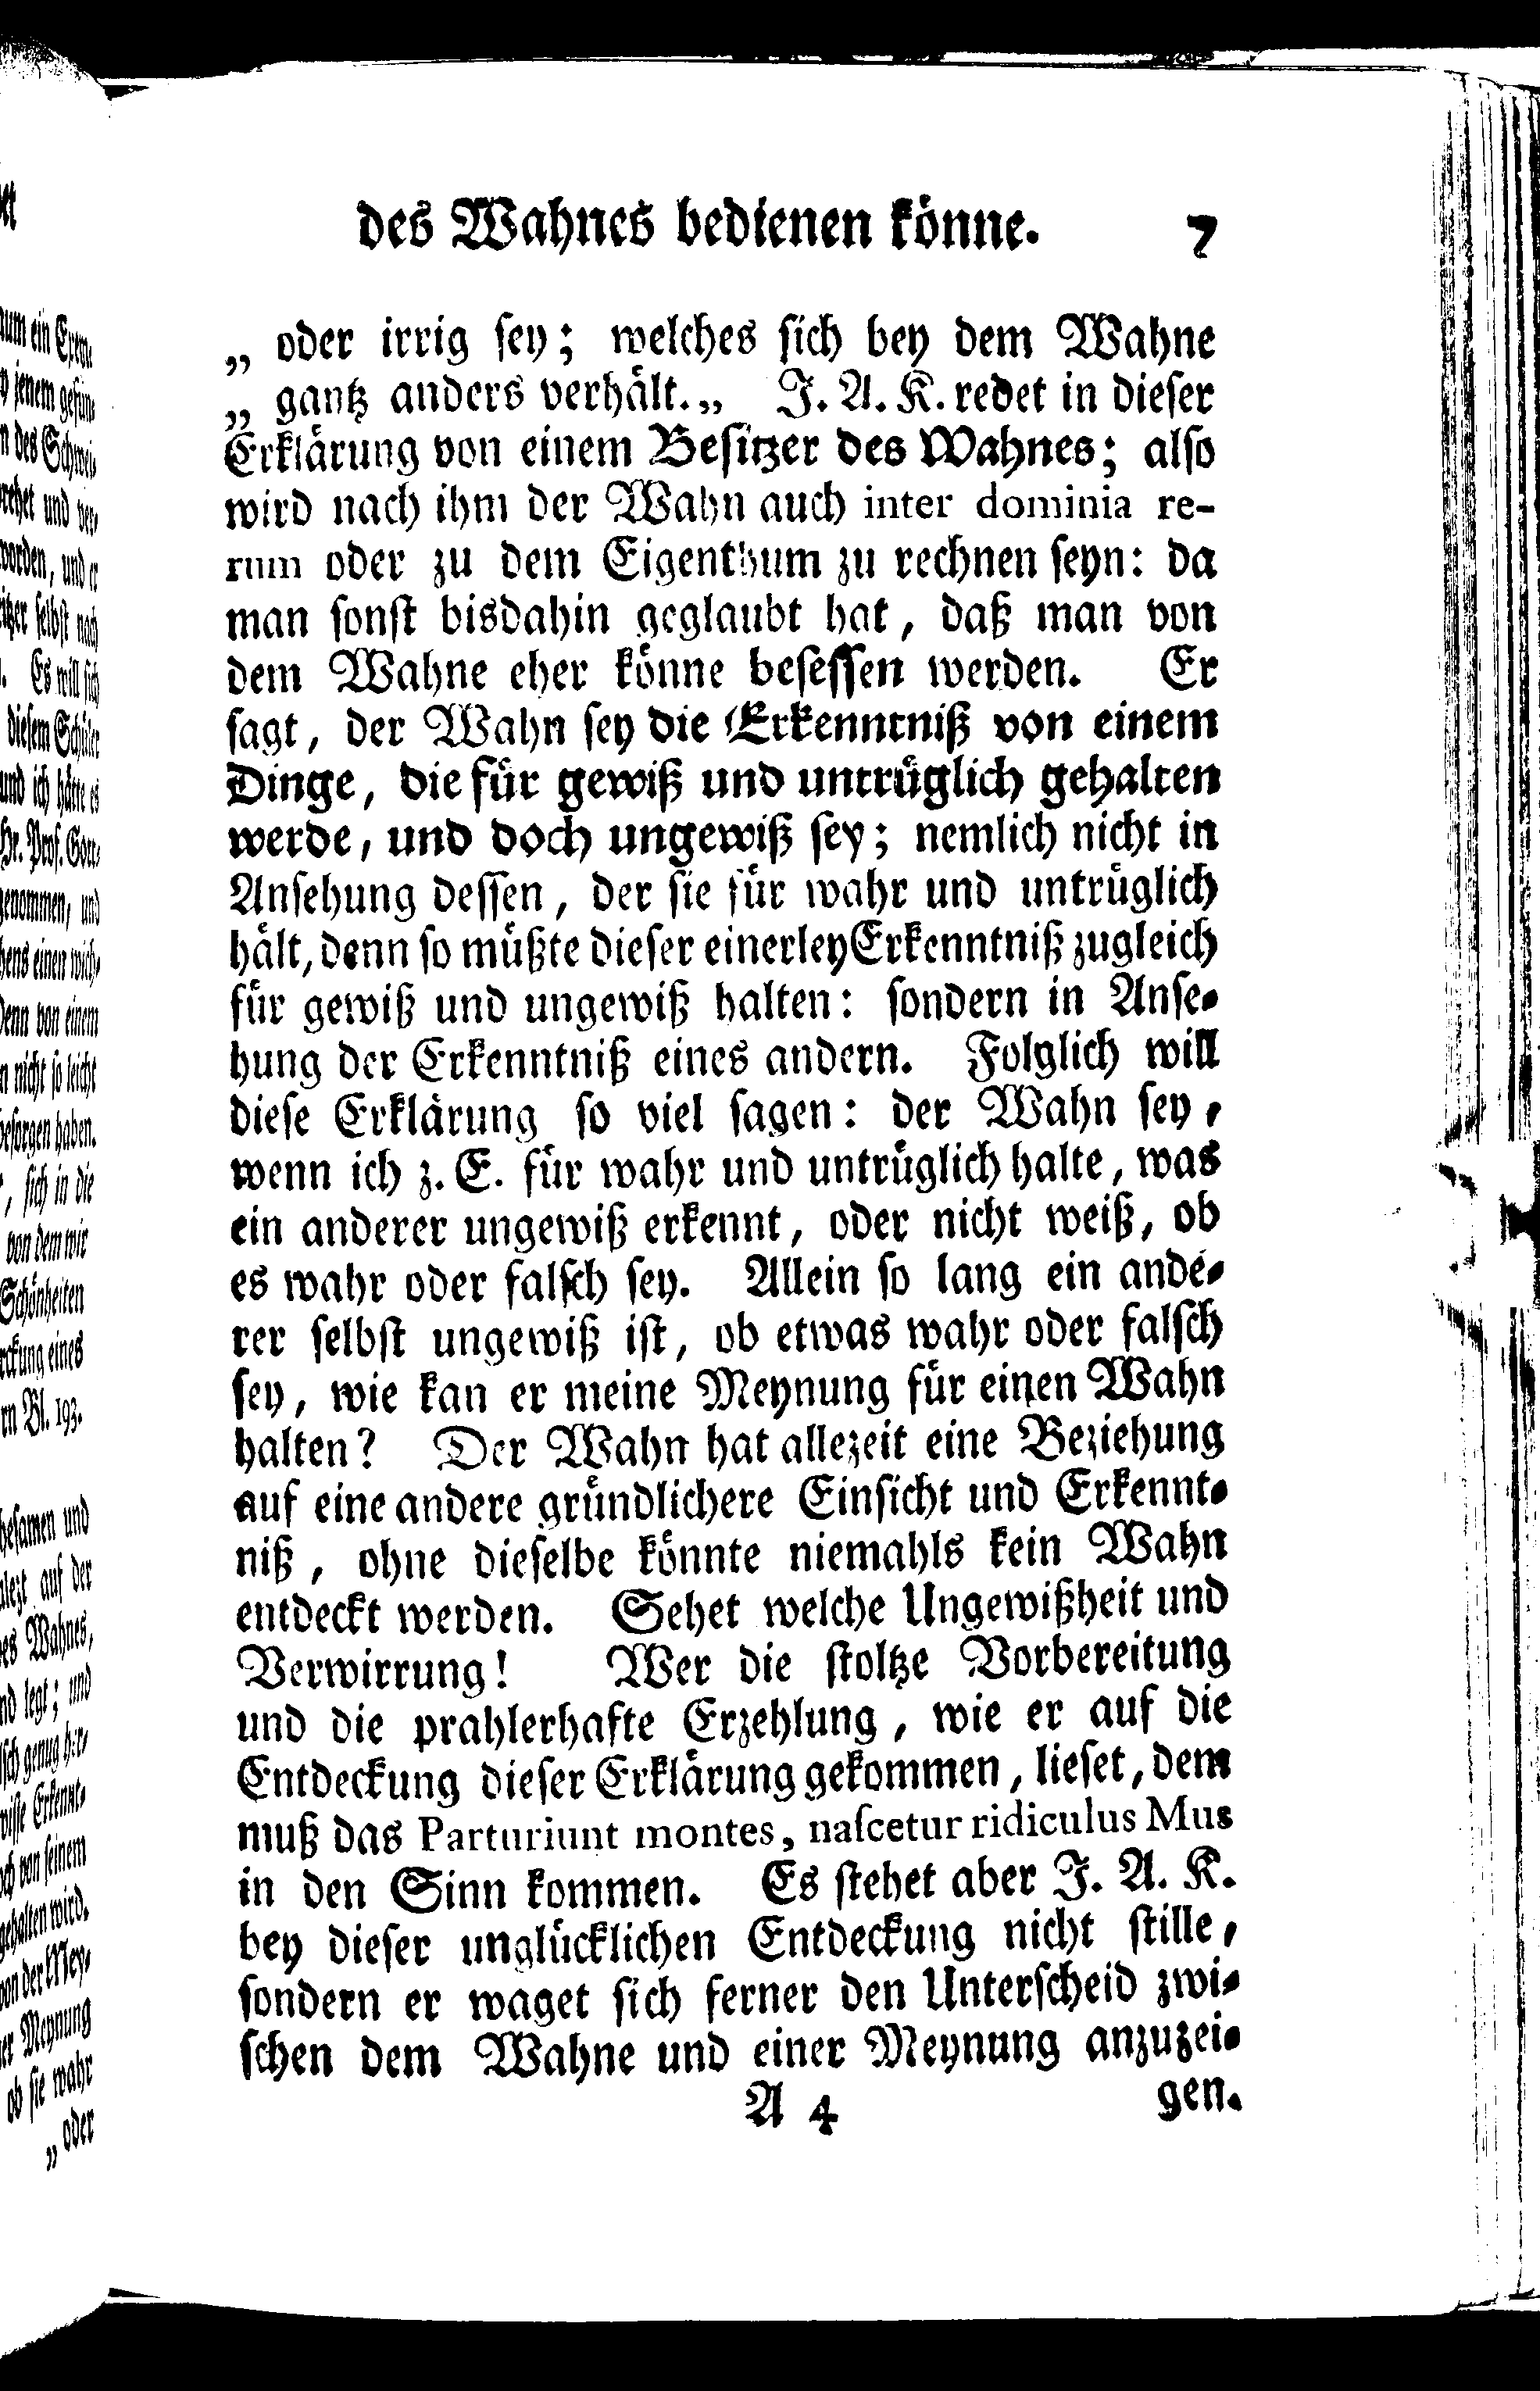 des Wahnes bedienen könne. 7
„ oder irrig sey; welches sich bey dem Wahne
„ gantz anders verhält.„ J. A. K. redet in dieser
Erklärung von einem Besitzer des Wahnes; also
wird nach ihm der Wahn auch inter dominia re-
rum oder zu dem Eigenthum zu rechnen seyn: da
man sonst bisdahin geglaubt hat, daß man von
dem Wahne eher könne besessen werden. Er
sagt, der Wahn sey die Erkenntniß von einem
Dinge, die für gewiß und untrüglich gehalten
werde, und doch ungewiß sey; nemlich nicht in
Ansehung dessen, der sie für wahr und untrüglich
hält, denn so müßte dieser einerley Erkenntniß zugleich
für gewiß und ungewiß halten: sondern in Anse-
hung der Erkenntniß eines andern. Folglich will
diese Erklärung so viel sagen: der Wahn sey,
wenn ich z. E. für wahr und untrüglich halte, was
ein anderer ungewiß erkennt, oder nicht weiß, ob
es wahr oder falsch sey. Allein so lang ein ande-
rer selbst ungewiß ist, ob etwas wahr oder falsch
sey, wie kan er meine Meynung für einen Wahn
halten? Der Wahn hat allezeit eine Beziehung
auf eine andere gründlichere Einsicht und Erkennt-
niß, ohne dieselbe könnte niemahls kein Wahn
entdeckt werden. Sehet welche Ungewißheit und
Verwirrung! Wer die stoltze Vorbereitung
und die prahlerhafte Erzehlung, wie er auf die
Entdeckung dieser Erklärung gekommen, lieset, dem
muß das Parturiunt montes, nascetur ridiculus Mus
in den Sinn kommen. Es stehet aber J. A. K.
bey dieser unglücklichen Entdeckung nicht stille,
sondern er waget sich ferner den Unterscheid zwi-
schen dem Wahne und einer Meynung anzuzei-
A 4 gen.